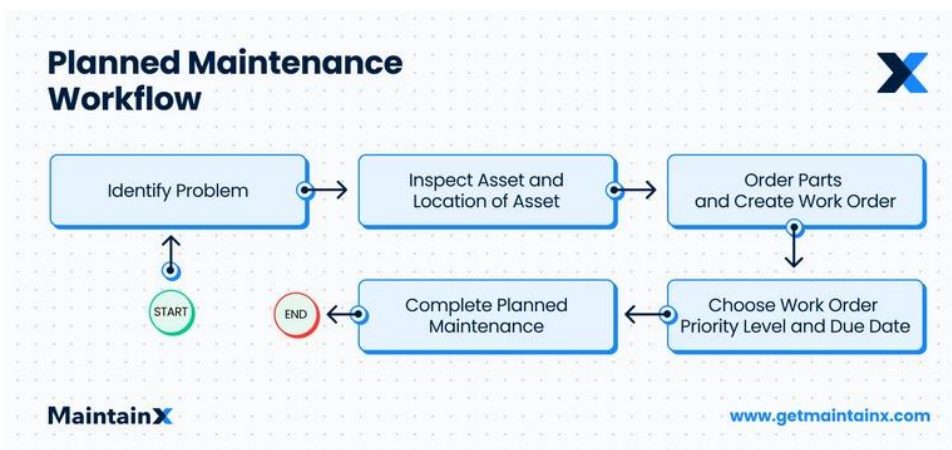 Planned Maintenance
Workflow
Identify Problem
Inspect Asset and
Location of Asset
Order Parts
and Create Work Order
START
END
Complete Planned
Maintenance
Choose Work Order
Priority Level and Due Date
MaintainX
www.getmaintainx.com